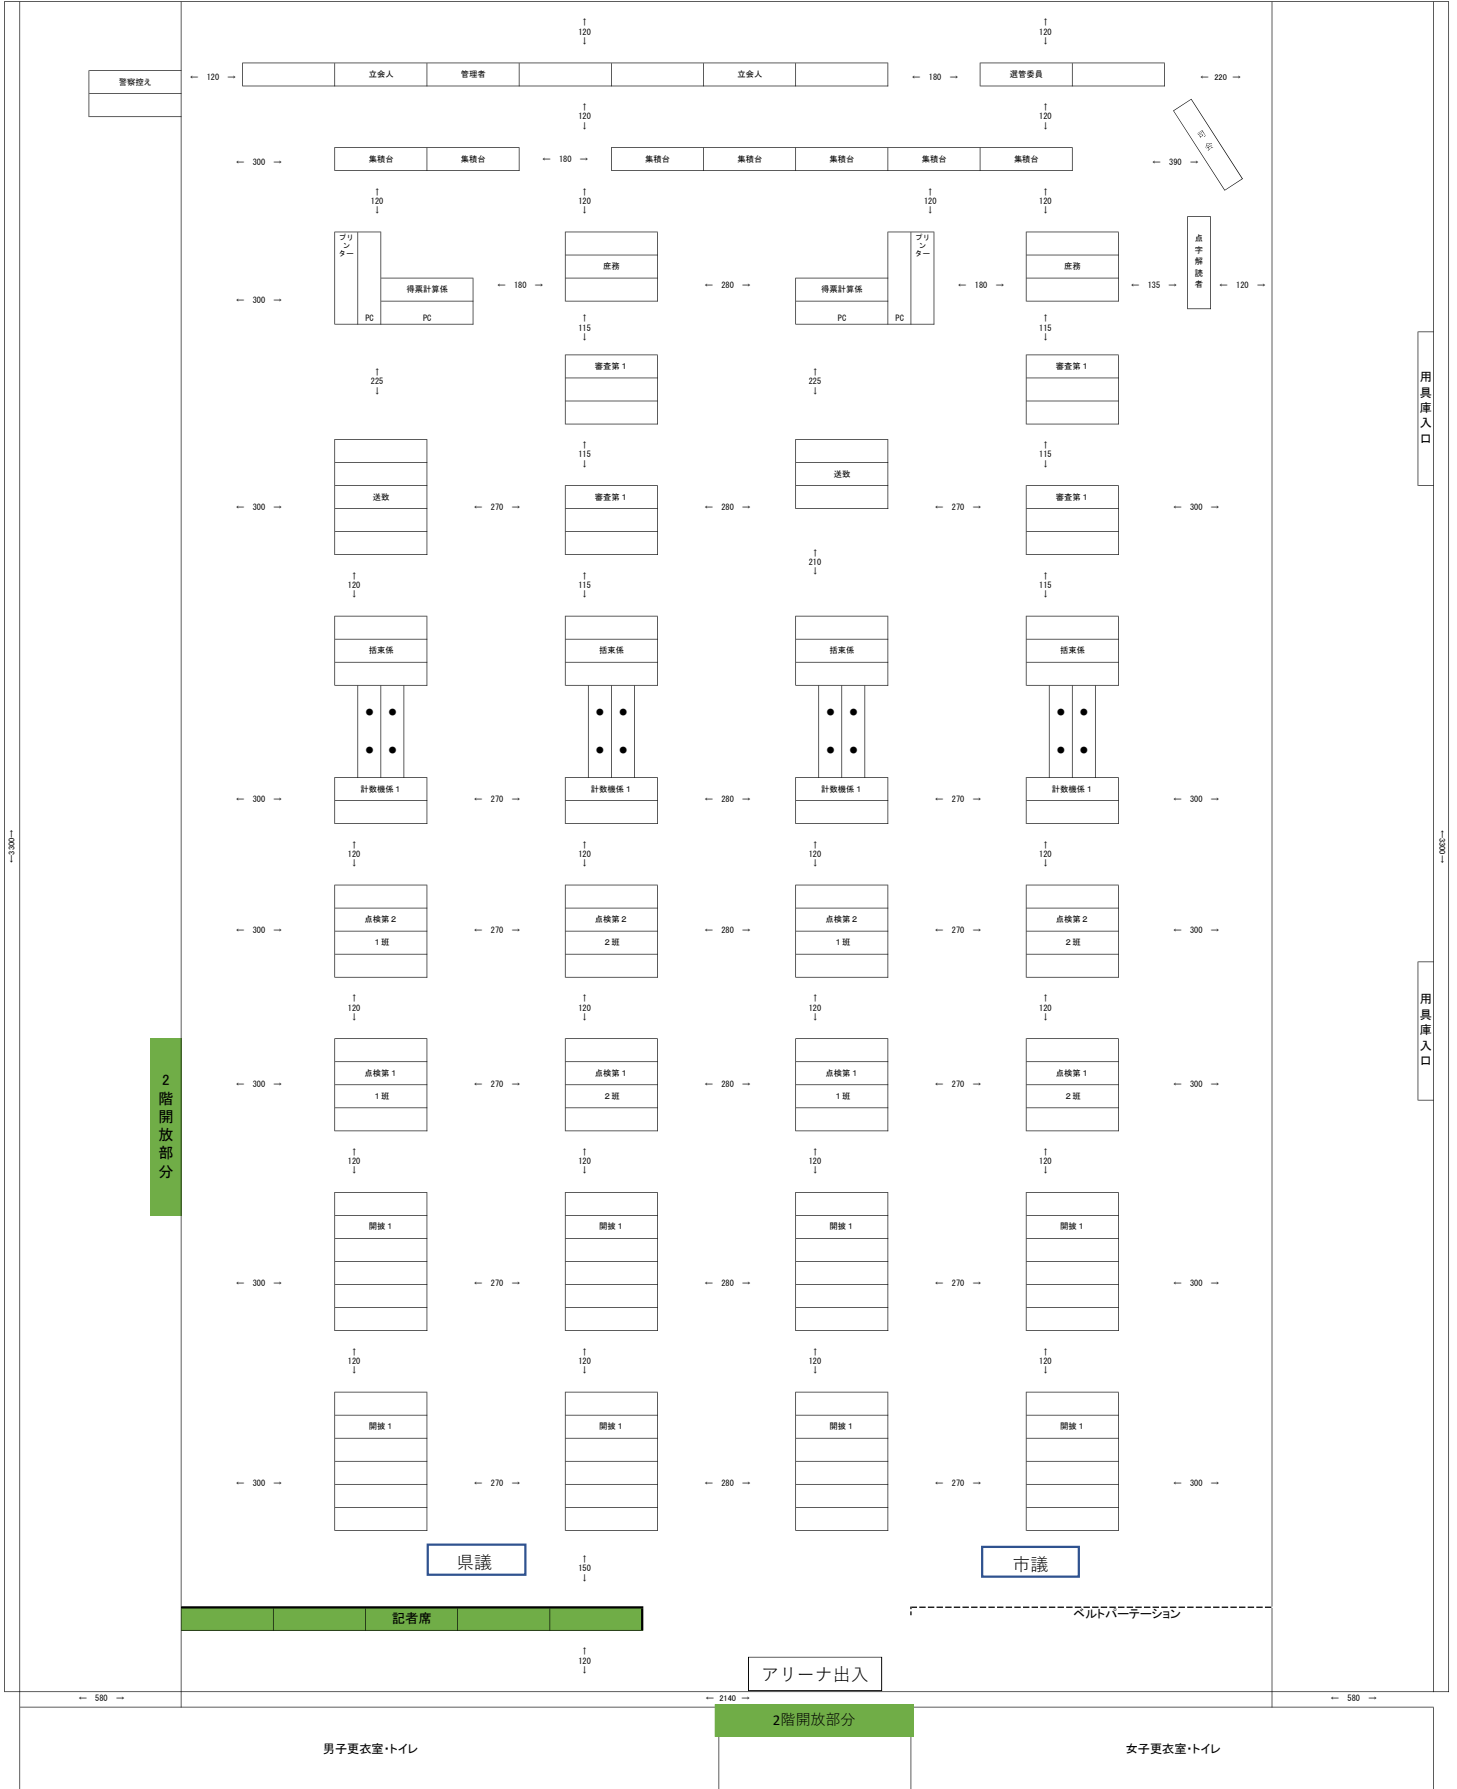 ↑
120
↓
↑
120
↓
警察控え
← 120 →
立会人
管理者
立会人
← 180 →
選管委員
← 220 →
↑
120
↓
↑
120
↓
司会
← 300 →
集積台
集積台
← 180 →
集積台
集積台
集積台
集積台
集積台
← 390 →
↑
120
↓
↑
120
↓
↑
120
↓
↑
120
↓
プリンター
得票計算係
PC
PC
← 300 →
← 180 →
庶務
← 280 →
得票計算係
PC
PC
プリンター
← 180 →
庶務
← 135 →
点字解読者
← 120 →
↑
115
↓
↑
115
↓
↑
225
↓
審査第1
↑
225
↓
審査第1
用具庫入口
↑
115
↓
↑
115
↓
← 300 →
送数
← 270 →
審査第1
← 280 →
送数
← 270 →
審査第1
← 300 →
↑
120
↓
↑
115
↓
↑
210
↓
↑
115
↓
括束係
括束係
括束係
括束係
← 300 →
計数機係1
← 270 →
計数機係1
← 280 →
計数機係1
← 270 →
計数機係1
← 300 →
←3300→
←3300→
↑
120
↓
↑
120
↓
↑
120
↓
↑
120
↓
← 300 →
点検第2
1班
← 270 →
点検第2
2班
← 280 →
点検第2
1班
← 270 →
点検第2
2班
← 300 →
用具庫入口
↑
120
↓
↑
120
↓
↑
120
↓
↑
120
↓
2階開放部分
← 300 →
点検第1
1班
← 270 →
点検第1
2班
← 280 →
点検第1
1班
← 270 →
点検第1
2班
← 300 →
↑
120
↓
↑
120
↓
↑
120
↓
↑
120
↓
開披1
開披1
開披1
開披1
← 300 →
← 270 →
← 280 →
← 270 →
← 300 →
↑
120
↓
↑
120
↓
↑
120
↓
↑
120
↓
開披1
開披1
開披1
開披1
← 300 →
← 270 →
← 280 →
← 270 →
← 300 →
県議
↑
150
↓
市議
記者席
ベルトパーテーション
↑
120
↓
アリーナ出入
← 580 →
← 2140 →
← 580 →
2階開放部分
男子更衣室・トイレ
女子更衣室・トイレ